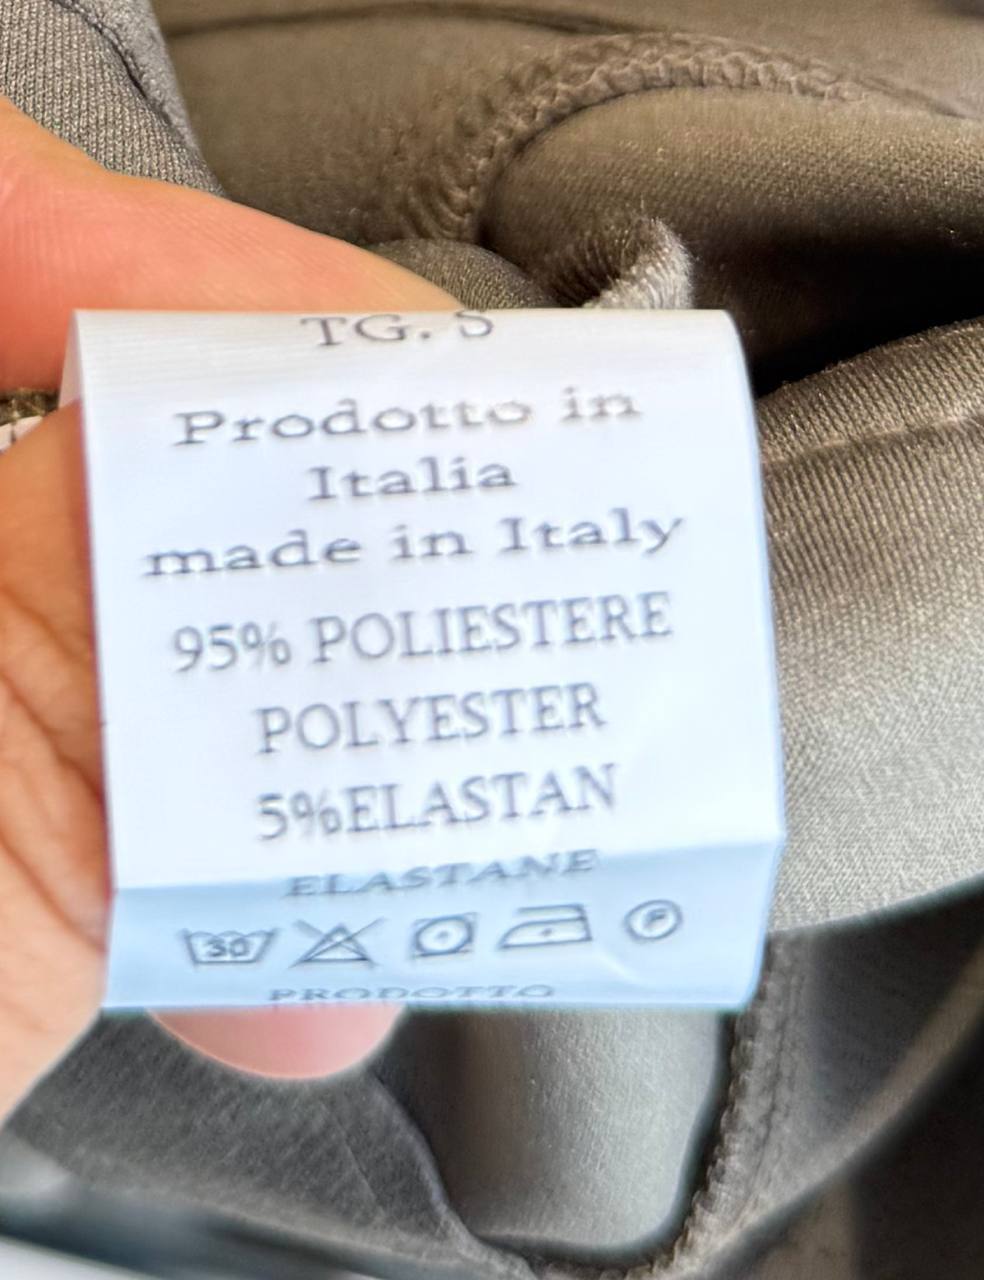 TG. S
Prodotto in
Italia
made in Italy
95% POLIESTERE
POLYESTER
5%ELASTAN
ELASTANE
30 P
PRODOTTO